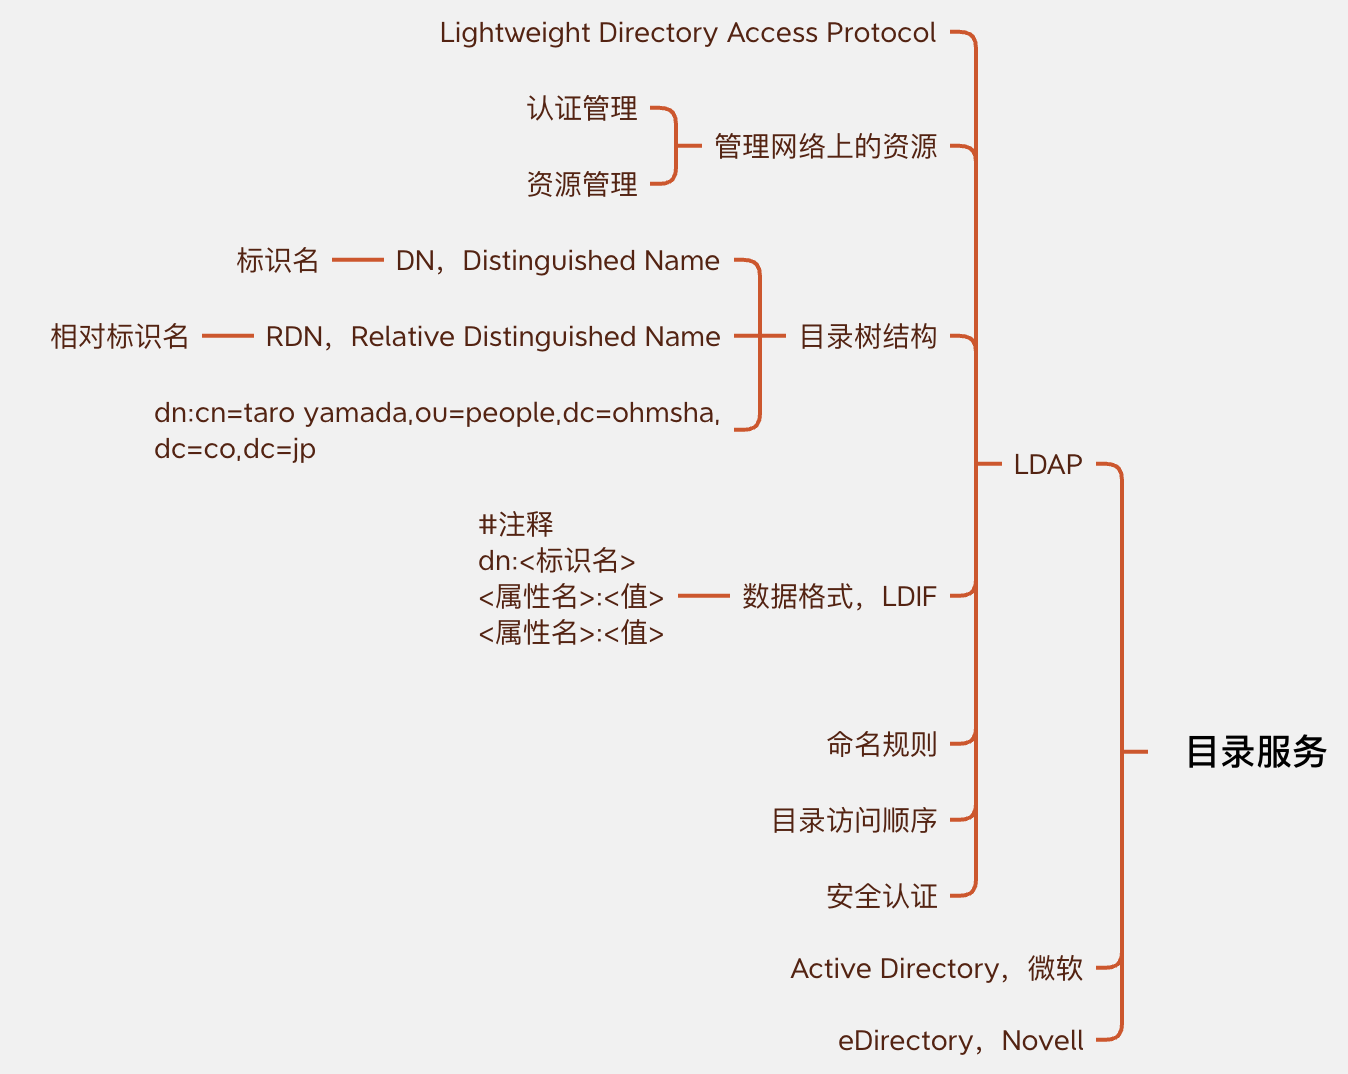 Lightweight Directory Access Protocol
认证管理
管理网络上的资源
资源管理
标识名
DN，Distinguished Name
相对标识名
RDN，Relative Distinguished Name
目录树结构
dn:cn=taro yamada,ou=people,dc=ohmsha,
dc=co,dc=jp
LDAP
#注释
dn:<标识名>
<属性名>:<值>
<属性名>:<值>
数据格式，LDIF
命名规则
目录服务
目录访问顺序
安全认证
Active Directory，微软
eDirectory，Novell